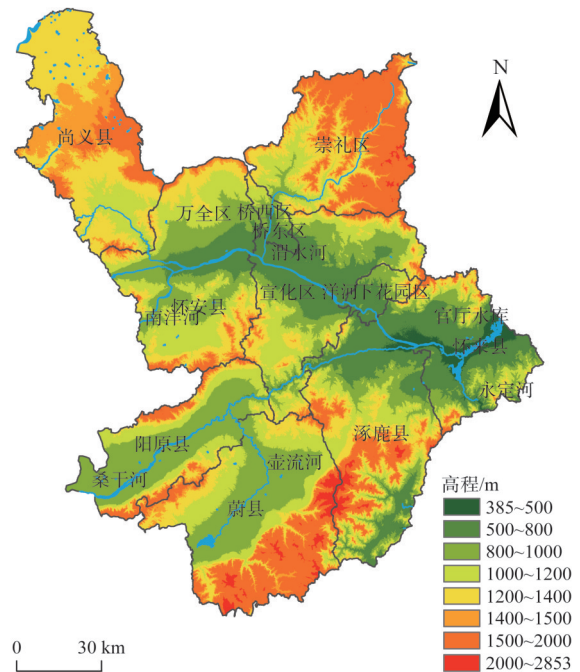 N
尚义县
崇礼区
万全区 桥西区
桥东区
清水河
宣化区 洋河 下花园区
官厅水库
怀安县
南洋河
怀来县
永定河
涿鹿县
阳原县
壶流河
桑干河
蔚县
高程/m
385~500
500~800
800~1000
1000~1200
1200~1400
1400~1500
1500~2000
2000~2853
0 30 km